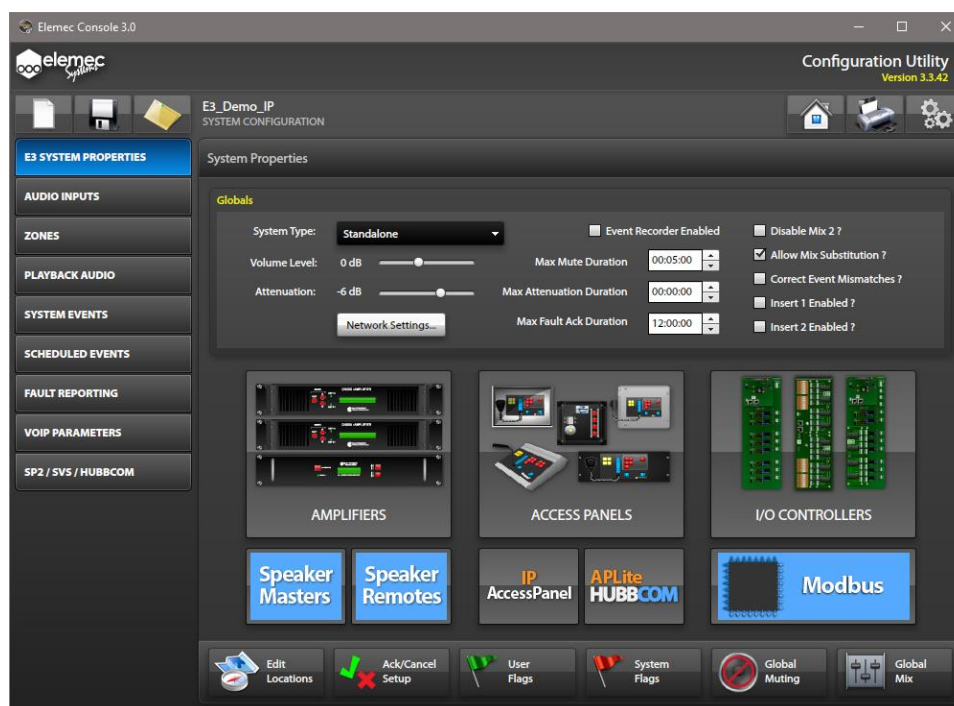 Elemec Console 3.0
elemec
Systems
Configuration Utility
Version 3.3.42
E3_Demo_IP
SYSTEM CONFIGURATION
E3 SYSTEM PROPERTIES
AUDIO INPUTS
ZONES
PLAYBACK AUDIO
SYSTEM EVENTS
SCHEDULED EVENTS
FAULT REPORTING
VOIP PARAMETERS
SP2 / SVS / HUBBCOM
System Properties
Globals
System Type: Standalone
Volume Level: 0 dB
Attenuation: -6 dB
Network Settings...
Event Recorder Enabled
Max Mute Duration 00:05:00
Max Attenuation Duration 00:00:00
Max Fault Ack Duration 12:00:00
Disable Mix 2 ?
Allow Mix Substitution ?
Correct Event Mismatches ?
Insert 1 Enabled ?
Insert 2 Enabled ?
AMPLIFIERS
ACCESS PANELS
I/O CONTROLLERS
Speaker
Masters
Speaker
Remotes
IP
AccessPanel
APLite
HUBBCOM
Modbus
Edit
Locations
Ack/Cancel
Setup
User
Flags
System
Flags
Global
Muting
Global
Mix